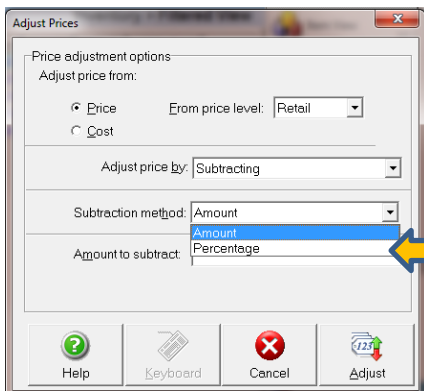 Adjust Prices
Price adjustment options
Adjust price from:
Price From price level: Retail
Cost
Adjust price by: Subtracting
Subtraction method: Amount
Amount
Percentage
Amount to subtract:
123
Help Keyboard Cancel Adjust